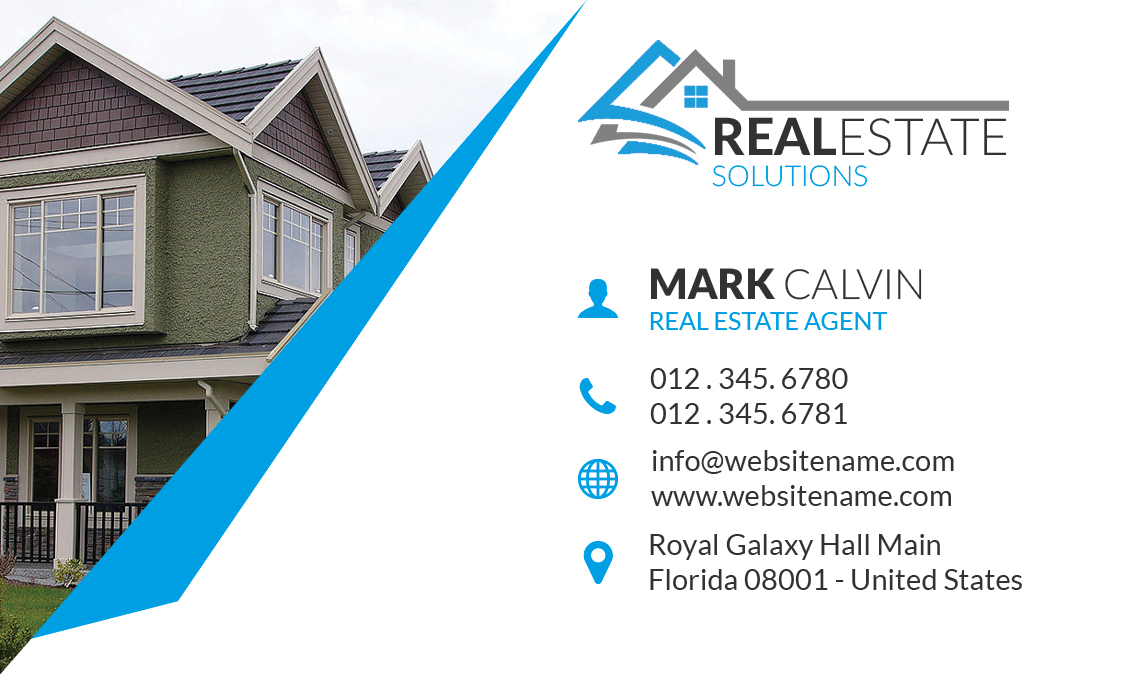 REALESTATE
SOLUTIONS
MARK CALVIN
REAL ESTATE AGENT
012 . 345. 6780
012 . 345. 6781
info@websitename.com
www.websitename.com
Royal Galaxy Hall Main
Florida 08001 - United States